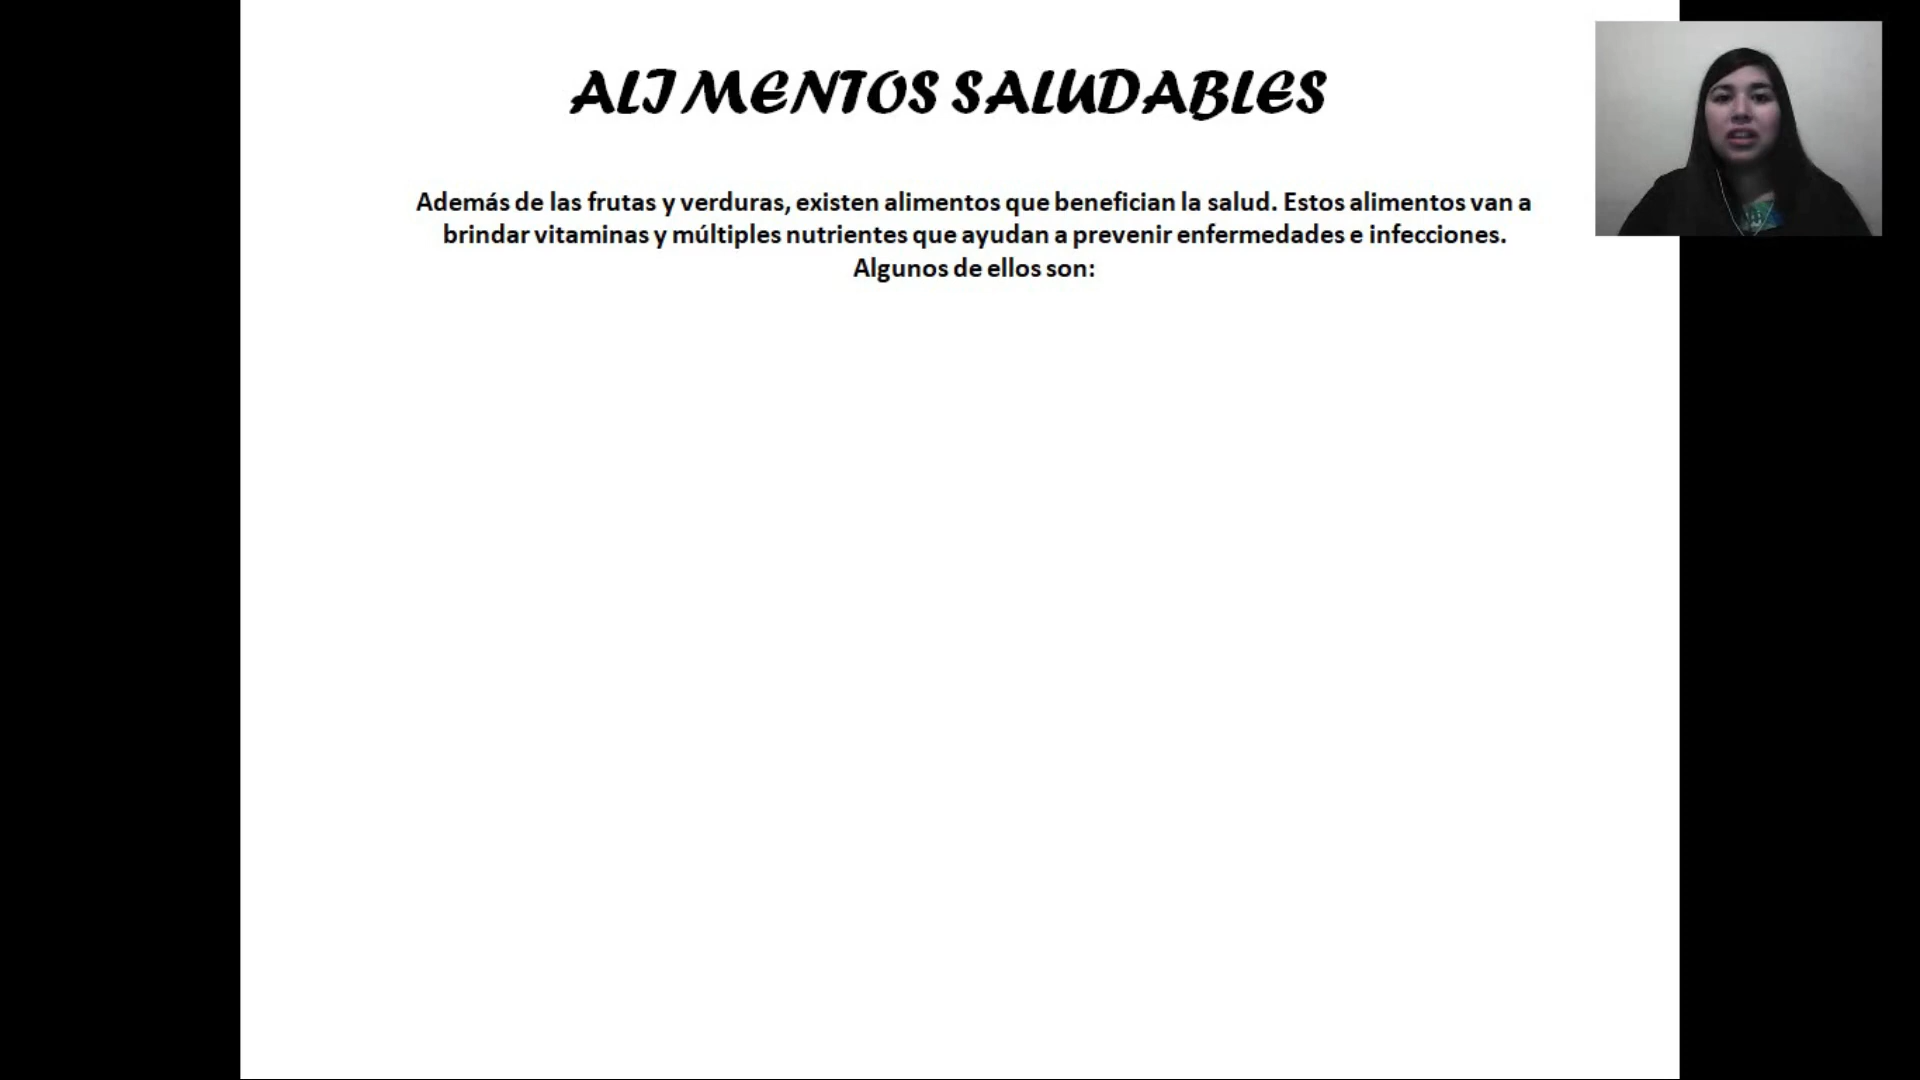 ALIMENTOS SALUDABLES
Además de las frutas y verduras, existen alimentos que benefician la salud. Estos alimentos van a
brindar vitaminas y múltiples nutrientes que ayudan a prevenir enfermedades e infecciones.
Algunos de ellos son: